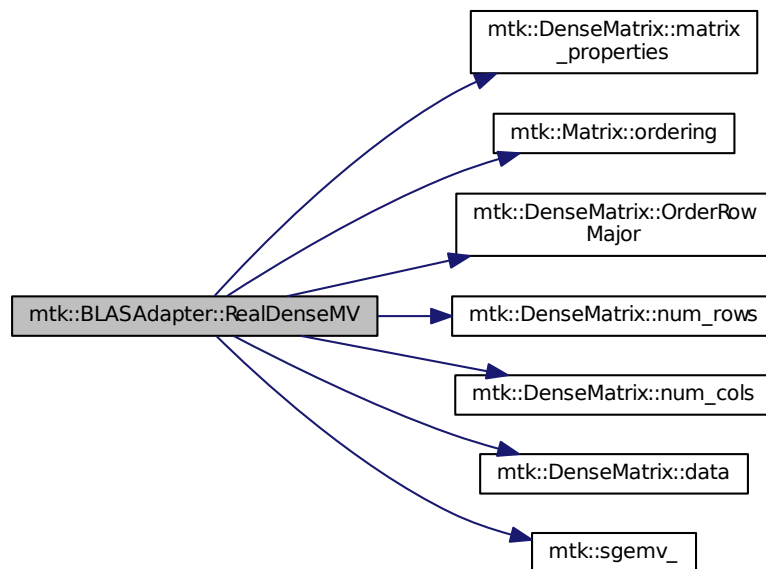 mtk::DenseMatrix::matrix
_properties
mtk::Matrix::ordering
mtk::DenseMatrix::OrderRow
Major
mtk::BLASAdapter::RealDenseMV
mtk::DenseMatrix::num_rows
mtk::DenseMatrix::num_cols
mtk::DenseMatrix::data
mtk::sgemv_